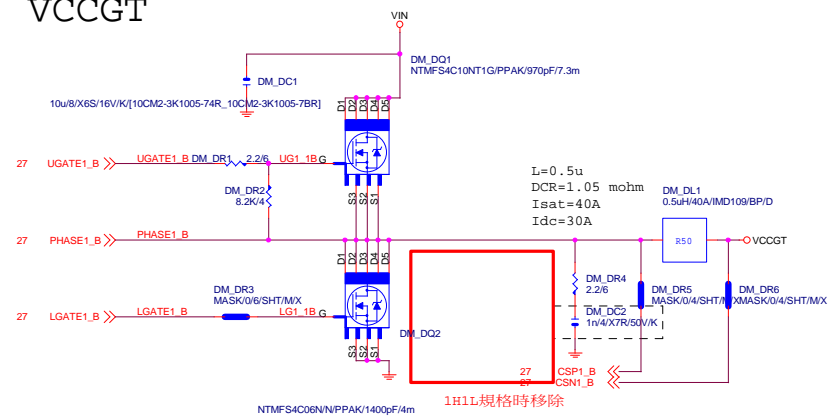 VCCGT
VIN
DM_DQ1
NTMFS4C10NT1G/PPAK/970pF/7.3m
DM_DC1
10u/8/X6S/16V/K/[10CM2-3K1005-74R_10CM2-3K1005-7BR]
D1 D2 D3 D4 D5
27 UGATE1_B UGATE1_B DM_DR1 2.2/6 UG1_1B G
S3 S2 S1
DM_DR2
8.2K/4
L=0.5u
DCR=1.05 mohm
Isat=40A
Idc=30A
DM_DL1
0.5uH/40A/IMD109/BP/D
27 PHASE1_B PHASE1_B
R50
VCCGT
D1 D2 D3 D4 D5
DM_DR3
MASK/0/6/SHT/M/X
27 LGATE1_B LGATE1_B LG1_1B G
S3 S2 S1
DM_DQ2
DM_DR4
2.2/6
DM_DC2
1n/4/X7R/50V/K
DM_DR5
MASK/0/4/SHT/M/X
DM_DR6
MASK/0/4/SHT/M/X
27 CSP1_B
27 CSN1_B
1H1L規格時移除
NTMFS4C06N/N/PPAK/1400pF/4m